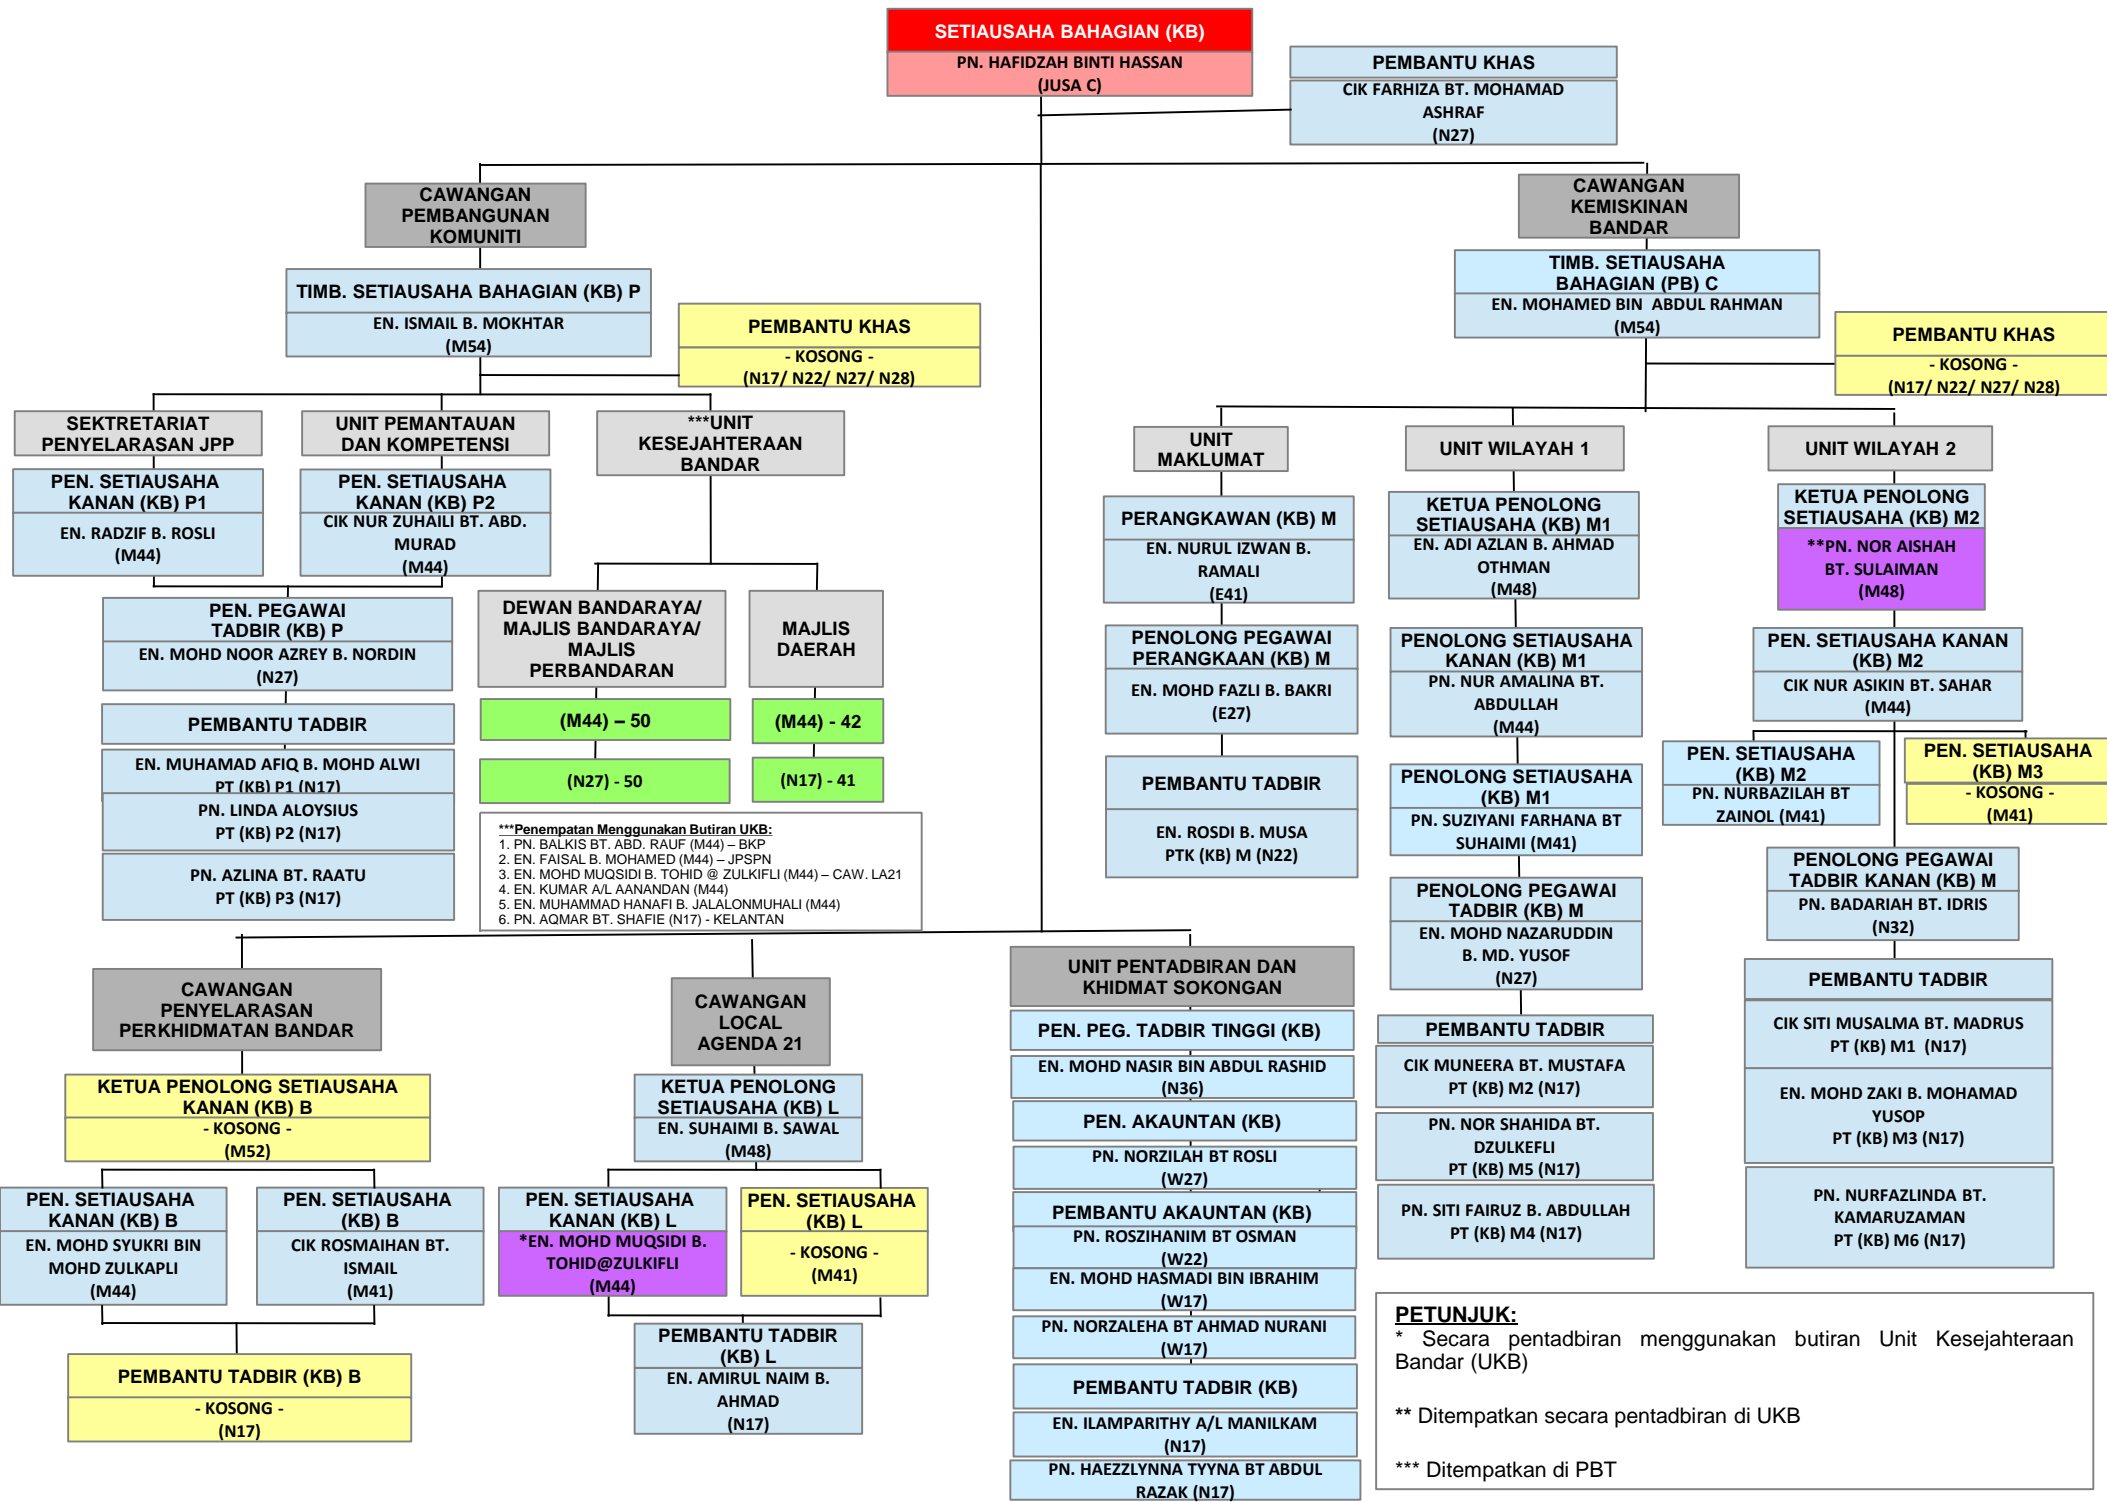 SETIAUSAHA BAHAGIAN (KB)
PN. HAFIDZAH BINTI HASSAN
(JUSA C)
PEMBANTU KHAS
CIK FARHIZA BT. MOHAMAD
ASHRAF
(N27)
CAWANGAN
PEMBANGUNAN
KOMUNITI
TIMB. SETIAUSAHA BAHAGIAN (KB) P
EN. ISMAIL B. MOKHTAR
(M54)
PEMBANTU KHAS
- KOSONG -
(N17/ N22/ N27/ N28)
SEKTRETARIAT
PENYELARASAN JPP
PEN. SETIAUSAHA
KANAN (KB) P1
EN. RADZIF B. ROSLI
(M44)
UNIT PEMANTAUAN
DAN KOMPETENSI
PEN. SETIAUSAHA
KANAN (KB) P2
CIK NUR ZUHAILI BT. ABD.
MURAD
(M44)
PEN. PEGAWAI
TADBIR (KB) P
EN. MOHD NOOR AZREY B. NORDIN
(N27)
PEMBANTU TADBIR
EN. MUHAMAD AFIQ B. MOHD ALWI
PT (KB) P1 (N17)
PN. LINDA ALOYSIUS
PT (KB) P2 (N17)
PN. AZLINA BT. RAATU
PT (KB) P3 (N17)
***UNIT
KESEJAHTERAAN
BANDAR
DEWAN BANDARAYA/
MAJLIS BANDARAYA/
MAJLIS
PERBANDARAN
(M44) – 50
(N27) - 50
MAJLIS
DAERAH
(M44) - 42
(N17) - 41
***Penempatan Menggunakan Butiran UKB:
1. PN. BALKIS BT. ABD. RAUF (M44) – BKP
2. EN. FAISAL B. MOHAMED (M44) – JPSPN
3. EN. MOHD MUQSIDI B. TOHID @ ZULKIFLI (M44) – CAW. LA21
4. EN. KUMAR A/L AANANDAN (M44)
5. EN. MUHAMMAD HANAFI B. JALALONMUHALI (M44)
6. PN. AQMAR BT. SHAFIE (N17) - KELANTAN
CAWANGAN
KEMISKINAN
BANDAR
TIMB. SETIAUSAHA
BAHAGIAN (PB) C
EN. MOHAMED BIN ABDUL RAHMAN
(M54)
PEMBANTU KHAS
- KOSONG -
(N17/ N22/ N27/ N28)
UNIT
MAKLUMAT
PERANGKAWAN (KB) M
EN. NURUL IZWAN B.
RAMALI
(E41)
PENOLONG PEGAWAI
PERANGKAAN (KB) M
EN. MOHD FAZLI B. BAKRI
(E27)
PEMBANTU TADBIR
EN. ROSDI B. MUSA
PTK (KB) M (N22)
UNIT WILAYAH 1
KETUA PENOLONG
SETIAUSAHA (KB) M1
EN. ADI AZLAN B. AHMAD
OTHMAN
(M48)
PENOLONG SETIAUSAHA
KANAN (KB) M1
PN. NUR AMALINA BT.
ABDULLAH
(M44)
PENOLONG SETIAUSAHA
(KB) M1
PN. SUZIYANI FARHANA BT
SUHAIMI (M41)
PENOLONG PEGAWAI
TADBIR (KB) M
EN. MOHD NAZARUDDIN
B. MD. YUSOF
(N27)
PEMBANTU TADBIR
CIK MUNEERA BT. MUSTAFA
PT (KB) M2 (N17)
PN. NOR SHAHIDA BT.
DZULKEFLI
PT (KB) M5 (N17)
PN. SITI FAIRUZ B. ABDULLAH
PT (KB) M4 (N17)
UNIT WILAYAH 2
KETUA PENOLONG
SETIAUSAHA (KB) M2
**PN. NOR AISHAH
BT. SULAIMAN
(M48)
PEN. SETIAUSAHA KANAN
(KB) M2
CIK NUR ASIKIN BT. SAHAR
(M44)
PEN. SETIAUSAHA
(KB) M2
PN. NURBAZILAH BT
ZAINOL (M41)
PEN. SETIAUSAHA
(KB) M3
- KOSONG -
(M41)
PENOLONG PEGAWAI
TADBIR KANAN (KB) M
PN. BADARIAH BT. IDRIS
(N32)
PEMBANTU TADBIR
CIK SITI MUSALMA BT. MADRUS
PT (KB) M1 (N17)
EN. MOHD ZAKI B. MOHAMAD
YUSOP
PT (KB) M3 (N17)
PN. NURFAZLINDA BT.
KAMARUZAMAN
PT (KB) M6 (N17)
CAWANGAN
PENYELARASAN
PERKHIDMATAN BANDAR
KETUA PENOLONG SETIAUSAHA
KANAN (KB) B
- KOSONG -
(M52)
PEN. SETIAUSAHA
KANAN (KB) B
EN. MOHD SYUKRI BIN
MOHD ZULKAPLI
(M44)
PEN. SETIAUSAHA
(KB) B
CIK ROSMAIHAN BT.
ISMAIL
(M41)
PEMBANTU TADBIR (KB) B
- KOSONG -
(N17)
CAWANGAN
LOCAL
AGENDA 21
KETUA PENOLONG
SETIAUSAHA (KB) L
EN. SUHAIMI B. SAWAL
(M48)
PEN. SETIAUSAHA
KANAN (KB) L
*EN. MOHD MUQSIDI B.
TOHID@ZULKIFLI
(M44)
PEN. SETIAUSAHA
(KB) L
- KOSONG -
(M41)
PEMBANTU TADBIR
(KB) L
EN. AMIRUL NAIM B.
AHMAD
(N17)
UNIT PENTADBIRAN DAN
KHIDMAT SOKONGAN
PEN. PEG. TADBIR TINGGI (KB)
EN. MOHD NASIR BIN ABDUL RASHID
(N36)
PEN. AKAUNTAN (KB)
PN. NORZILAH BT ROSLI
(W27)
PEMBANTU AKAUNTAN (KB)
PN. ROSZIHANIM BT OSMAN
(W22)
EN. MOHD HASMADI BIN IBRAHIM
(W17)
PN. NORZALEHA BT AHMAD NURANI
(W17)
PEMBANTU TADBIR (KB)
EN. ILAMPARITHY A/L MANILKAM
(N17)
PN. HAEZZLYNNA TYYNA BT ABDUL
RAZAK (N17)
PETUNJUK:
* Secara pentadbiran menggunakan butiran Unit Kesejahteraan
Bandar (UKB)
** Ditempatkan secara pentadbiran di UKB
*** Ditempatkan di PBT